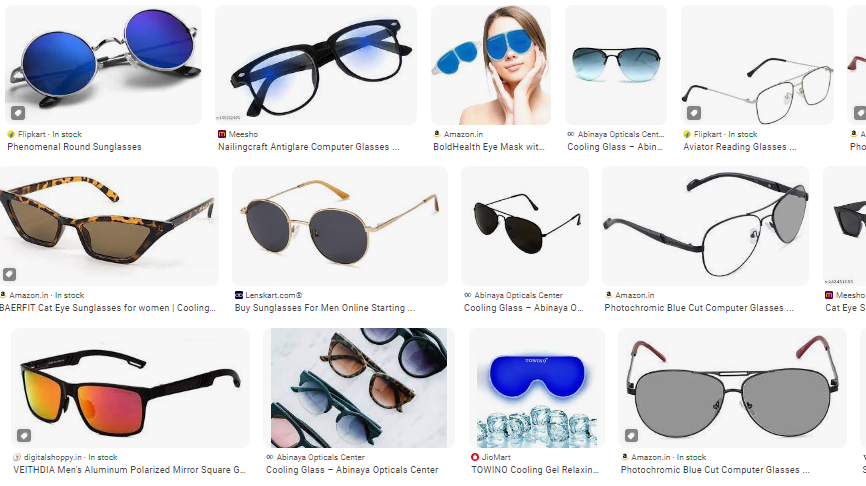 Flipkart · In stock
Phenomenal Round Sunglasses
Meesho
Nailingcraft Antiglare Computer Glasses ...
Amazon.in
BoldHealth Eye Mask wit...
Abinaya Opticals Cent...
Cooling Glass – Abin...
Flipkart · In stock
Aviator Reading Glasses ...
A
Pho
Amazon.in · In stock
BAERFIT Cat Eye Sunglasses for women | Cooling...
Lenskart.com®
Buy Sunglasses For Men Online Starting ...
Abinaya Opticals Center
Cooling Glass – Abinaya O...
Amazon.in
Photochromic Blue Cut Computer Glasses ...
Meesho
Cat Eye S
TOWINO
digitalshoppy.in · In stock
VEITHDIA Men's Aluminum Polarized Mirror Square G...
Abinaya Opticals Center
Cooling Glass – Abinaya Opticals Center
JioMart
TOWINO Cooling Gel Relaxin...
Amazon.in · In stock
Photochromic Blue Cut Computer Glasses ...